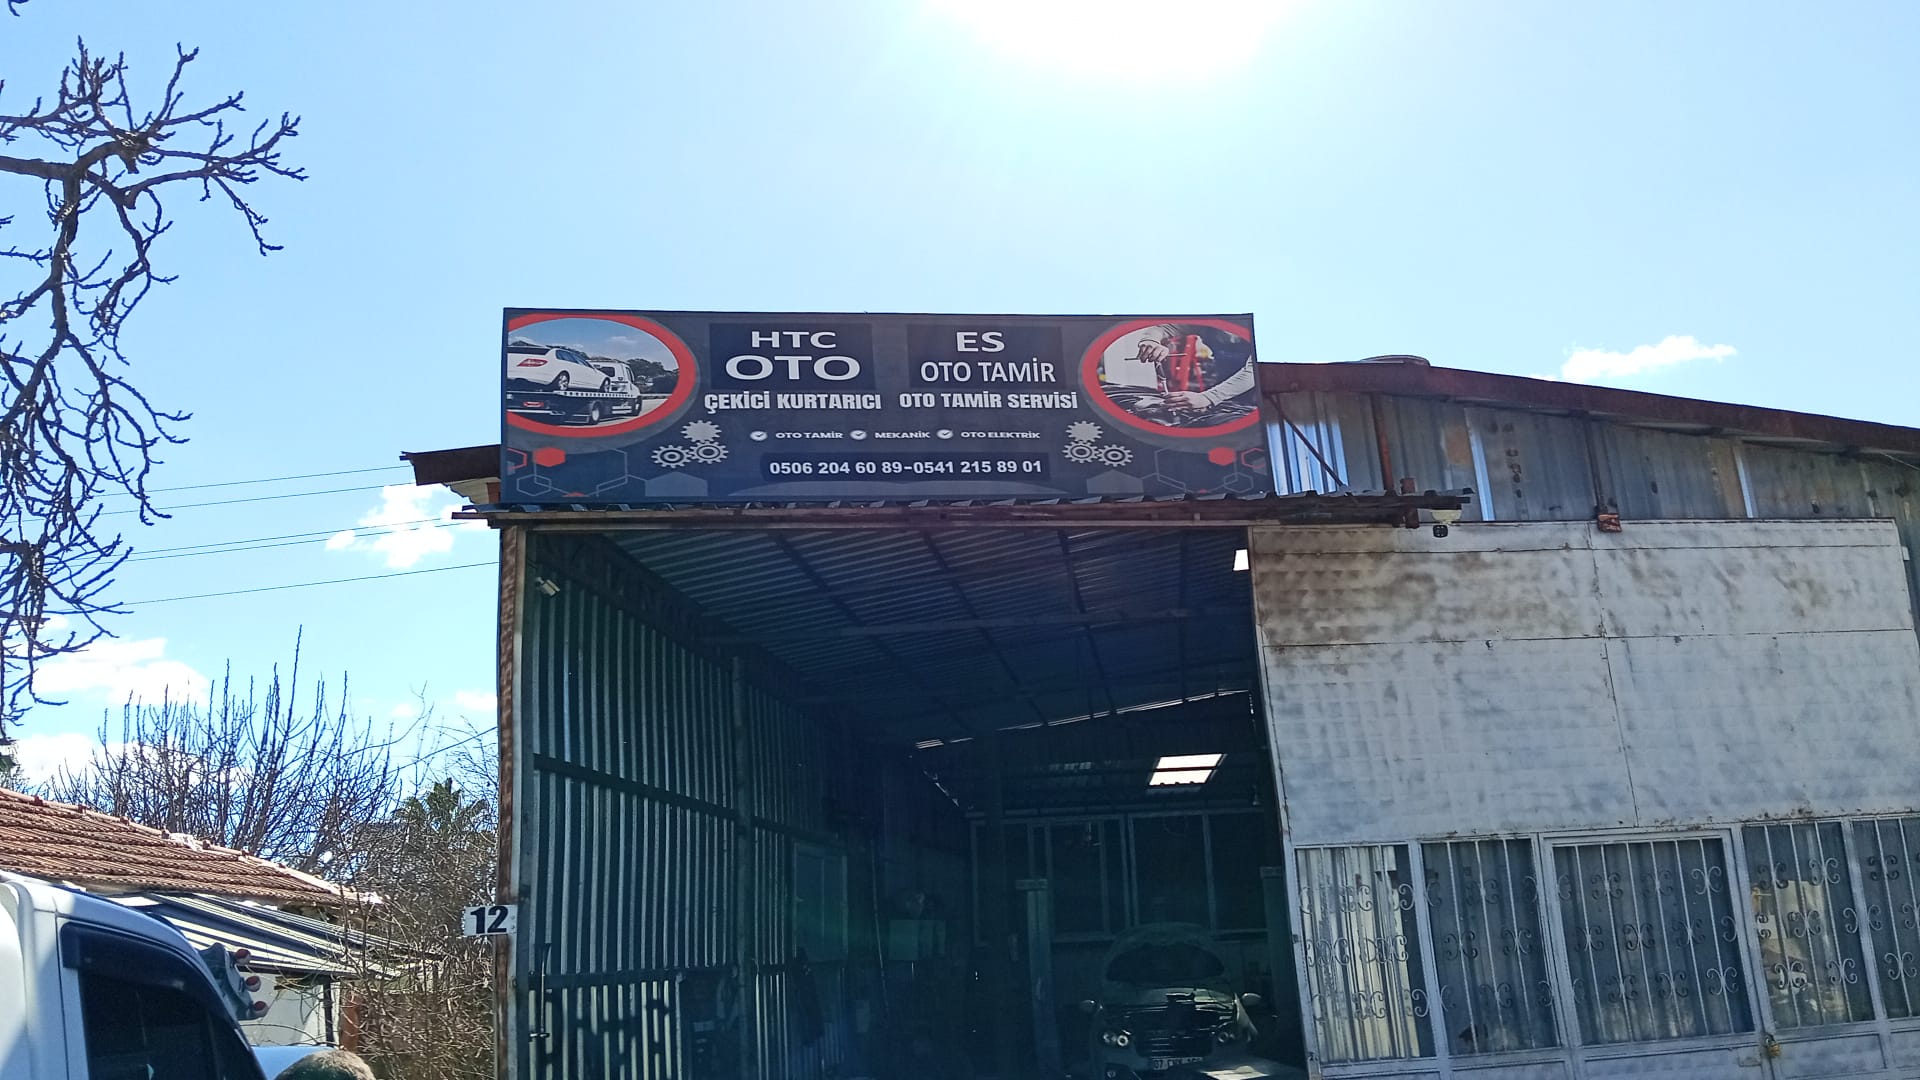 HTC
OTO
ÇEKİCİ KURTARICI
ES
OTO TAMİR
OTO TAMİR SERVİSİ
OTO TAMİR MEKANİK OTO ELEKTRİK
0506 204 60 89-0541 215 89 01
12